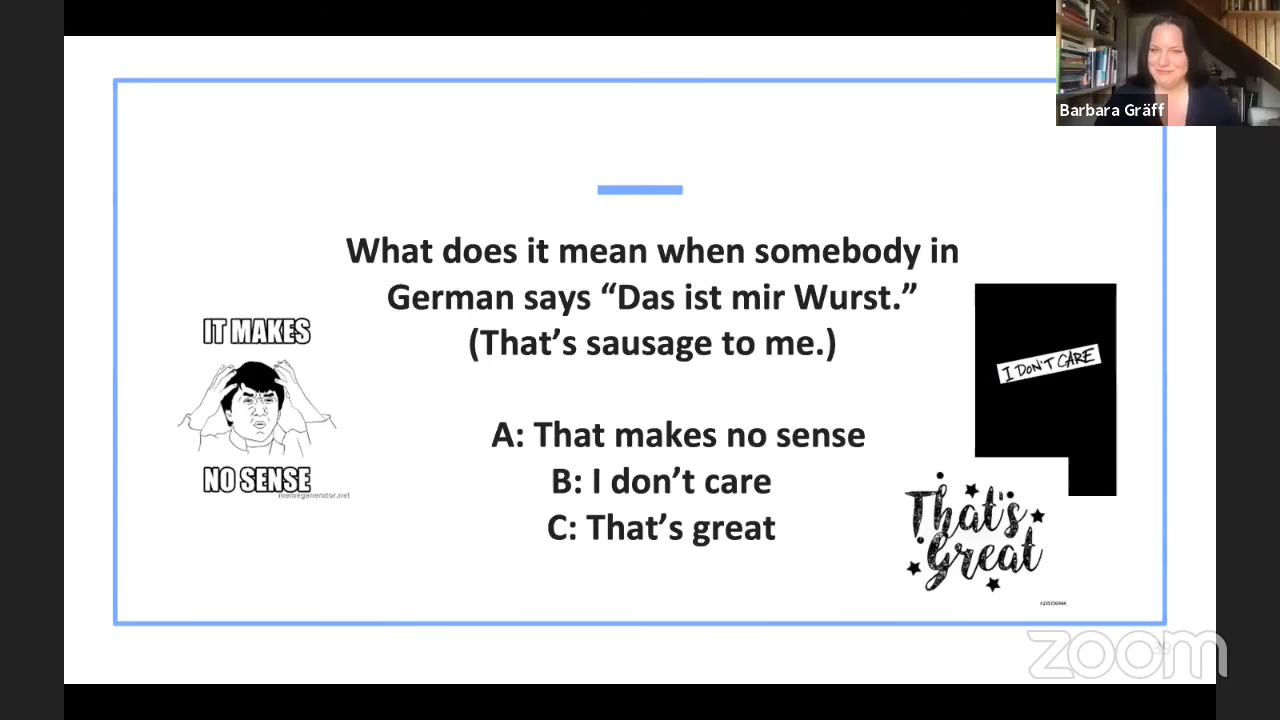 Barbara Gräff
What does it mean when somebody in
German says “Das ist mir Wurst.”
(That’s sausage to me.)
A: That makes no sense
B: I don’t care
C: That’s great
IT MAKES
NO SENSE
memegenerator.net
I DON'T CARE
That's
Great
zoom